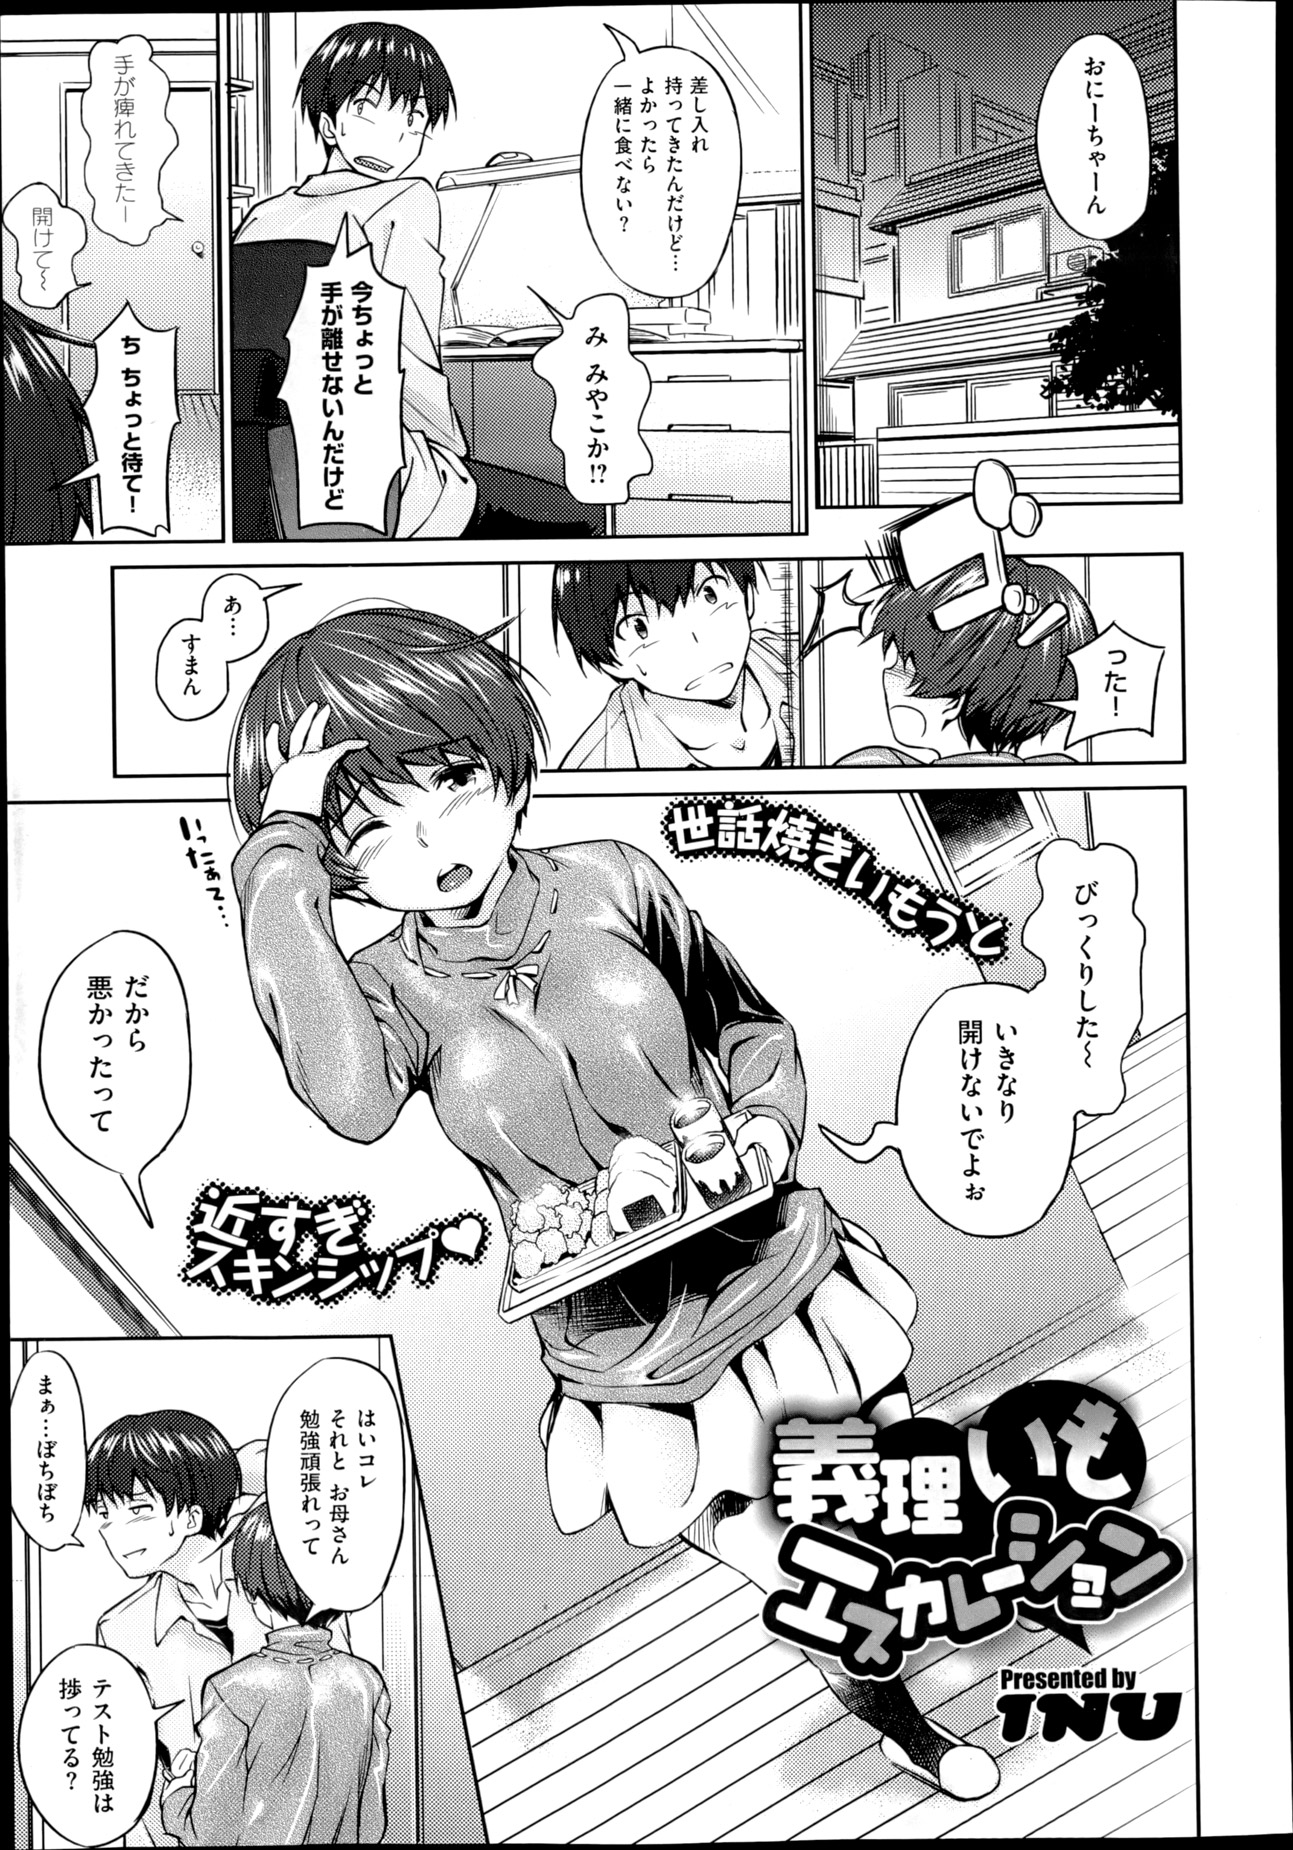 おにーちゃーん
差し入れ
持ってきたんだけど…
よかったら
一緒に食べない?
み みやこか!?
今ちょっと
手が離せないんだけど
手が痺れてきたー
開けて～
ち ちょっと待て!
った!
あ…
すまん
いったぁて…
世話焼きいもうと
びっくりした～
いきなり
開けないでよぉ
だから
悪かったって
近すぎ
スキンシップ♥
義理いも
エスカレーション
Presented by
INU
はいコレ
それと お母さん
勉強頑張れって
まぁ…ぼちぼち
テスト勉強は
捗ってる?